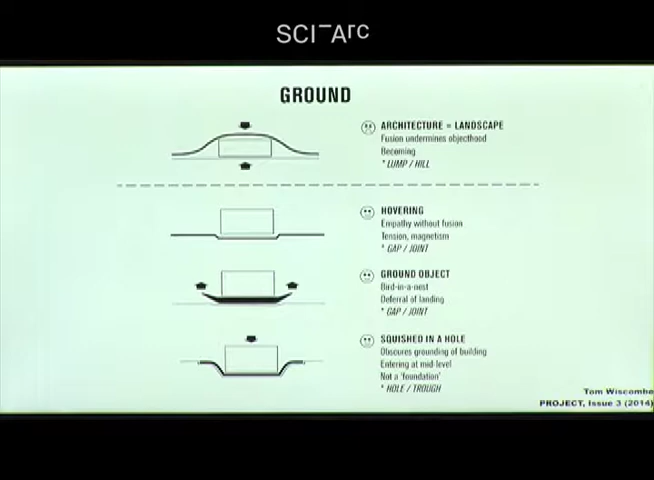 SCI-Arc
GROUND
ARCHITECTURE = LANDSCAPE
Fusion undermines objecthood
Becoming
* LUMP / HILL
HOVERING
Empathy without fusion
Tension, magnetism
* GAP / JOINT
GROUND OBJECT
Bird-in-a-nest
Deferral of landing
* GAP / JOINT
SQUISHED IN A HOLE
Obscures grounding of building
Entering at mid-level
Not a 'foundation'
* HOLE / TROUGH
Tom Wiscombe
PROJECT, Issue 3 (2014)